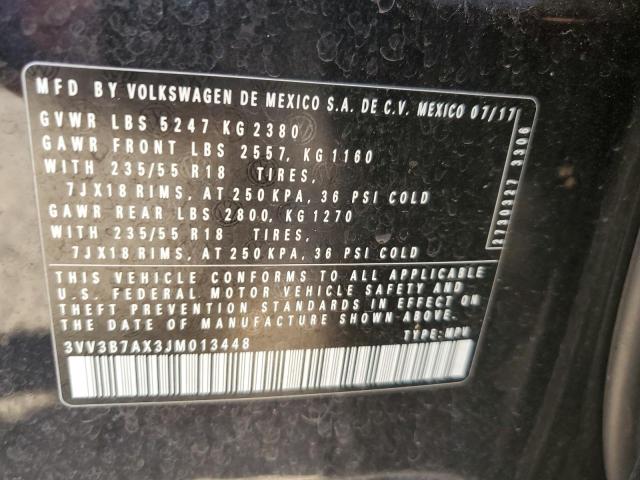 MFD BY VOLKSWAGEN DE MEXICO S.A. DE C.V. MEXICO 07/17
GVWR LBS 5247 KG 2380
GAWR FRONT LBS 2557, KG 1160
WITH 235/55 R18 TIRES,
7JX18 RIMS, AT 250 KPA, 36 PSI COLD
GAWR REAR LBS 2800, KG 1270
WITH 235/55 R18 TIRES,
7JX18 RIMS, AT 250 KPA, 36 PSI COLD
THIS VEHICLE CONFORMS TO ALL APPLICABLE
U.S. FEDERAL MOTOR VEHICLE SAFETY AND
THEFT PREVENTION STANDARDS IN EFFECT ON
THE DATE OF MANUFACTURE SHOWN ABOVE.
3VV3B7AX3JM013448 TYPE: MPV
2730327 3306